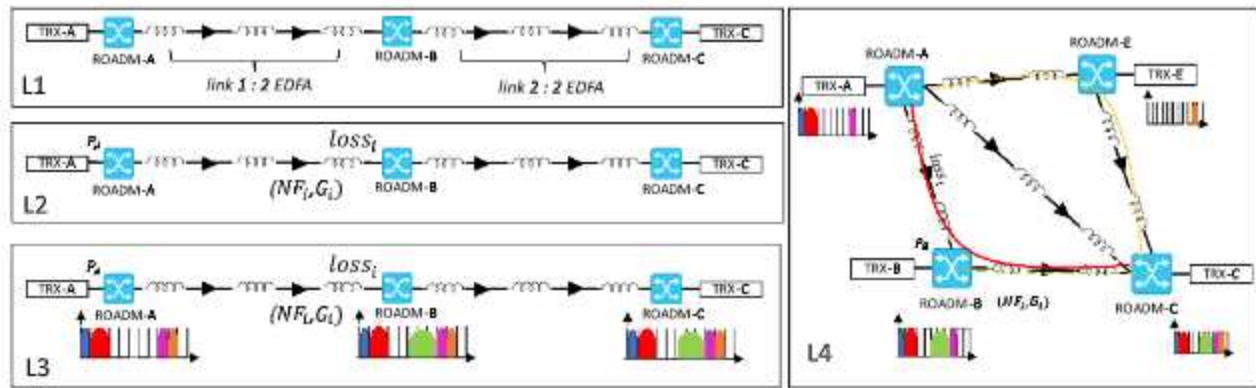 TRX-A
TRX-C
ROADM-A
ROADM-B
ROADM-C
link 1 : 2 EDFA
link 2 : 2 EDFA
L1
TRX-A
loss_i
TRX-C
ROADM-A
ROADM-B
ROADM-C
(NF_i,G_i)
L2
TRX-A
loss_i
TRX-C
ROADM-A
ROADM-B
ROADM-C
(NF_i,G_i)
L3
ROADM-E
ROADM-A
TRX-A
TRX-E
loss_i
P_B
TRX-B
TRX-C
ROADM-B
(NF_i,G_i)
ROADM-C
L4